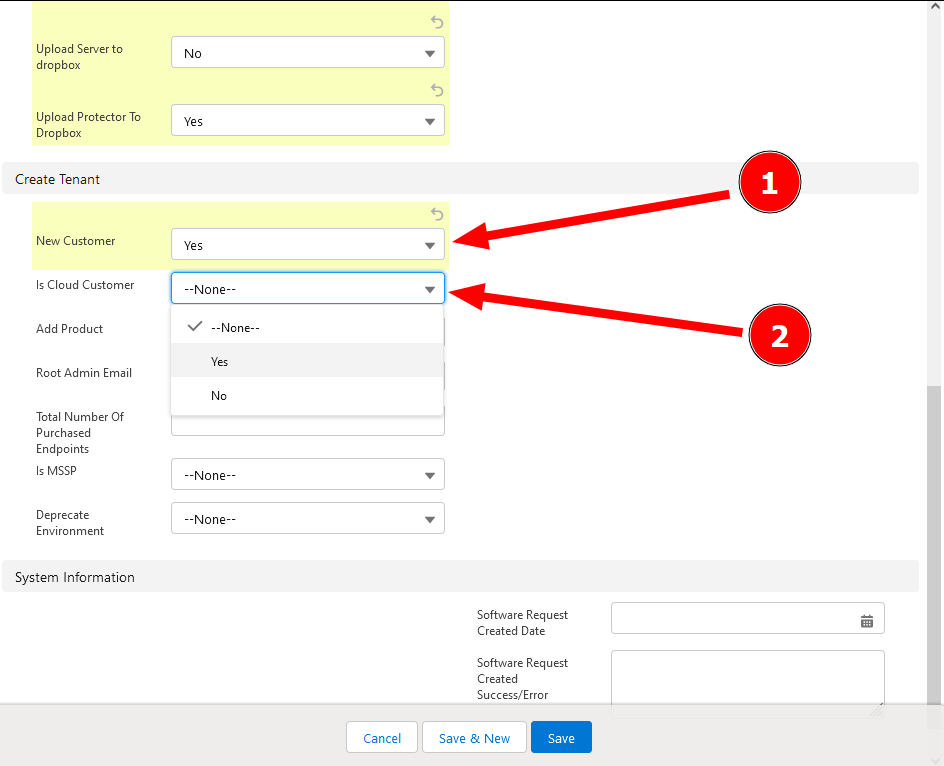 Upload Server to
dropbox
No
Upload Protector To
Dropbox
Yes
Create Tenant
1
New Customer
Yes
Is Cloud Customer
--None--
--None--
Add Product
2
Yes
Root Admin Email
No
Total Number Of
Purchased
Endpoints
Is MSSP
--None--
Deprecate
Environment
--None--
System Information
Software Request
Created Date
Software Request
Created
Success/Error
Cancel
Save & New
Save